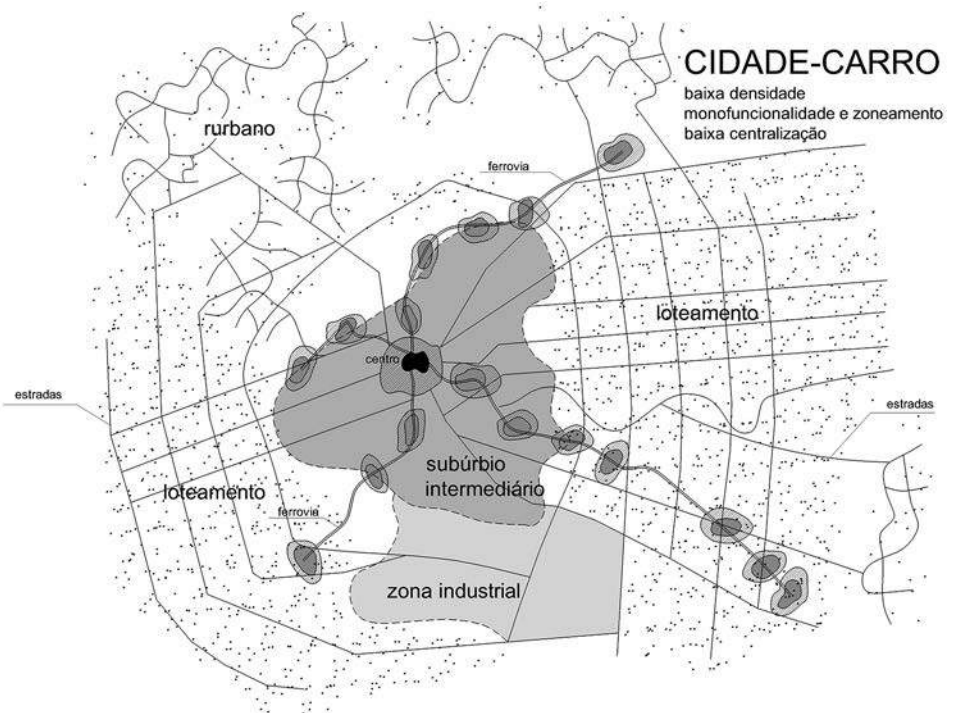 CIDADE-CARRO
baixa densidade
monofuncionalidade e zoneamento
baixa centralização
rurbano
ferrovia
loteamento
centro
estradas
estradas
subúrbio
intermediário
loteamento
ferrovia
zona industrial